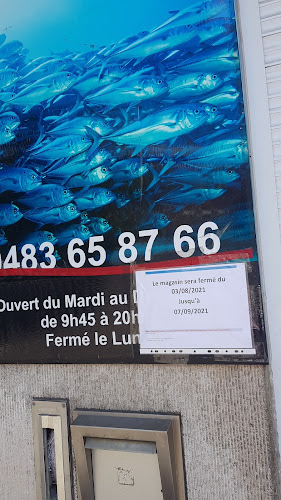 0483 65 87 66
Ouvert du Mardi au
de 9h45 à 20h
Fermé le Lun
Le magasin sera fermé du
03/08/2021
Jusqu'à
07/09/2021